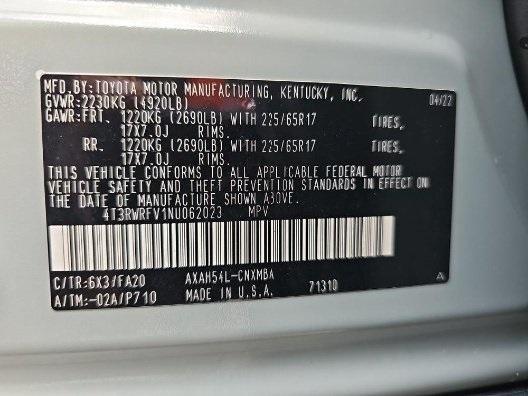 MFD.BY:TOYOTA MOTOR MANUFACTURING, KENTUCKY, INC.
GVWR:2230KG (4920LB) 04/22
GAWR:FRT. 1220KG (2690LB) WITH 225/65R17 TIRES,
17X7.0J RIMS.
RR. 1220KG (2690LB) WITH 225/65R17 TIRES,
17X7.0J RIMS.
THIS VEHICLE CONFORMS TO ALL APPLICABLE FEDERAL MOTOR
VEHICLE SAFETY AND THEFT PREVENTION STANDARDS IN EFFECT ON
THE DATE OF MANUFACTURE SHOWN ABOVE.
4T3RWRFV1NU062023 MPV
C/TR:6X3/FA20 AXAH54L-CNXMBA
A/TM:-02A/P710 MADE IN U.S.A. 71310